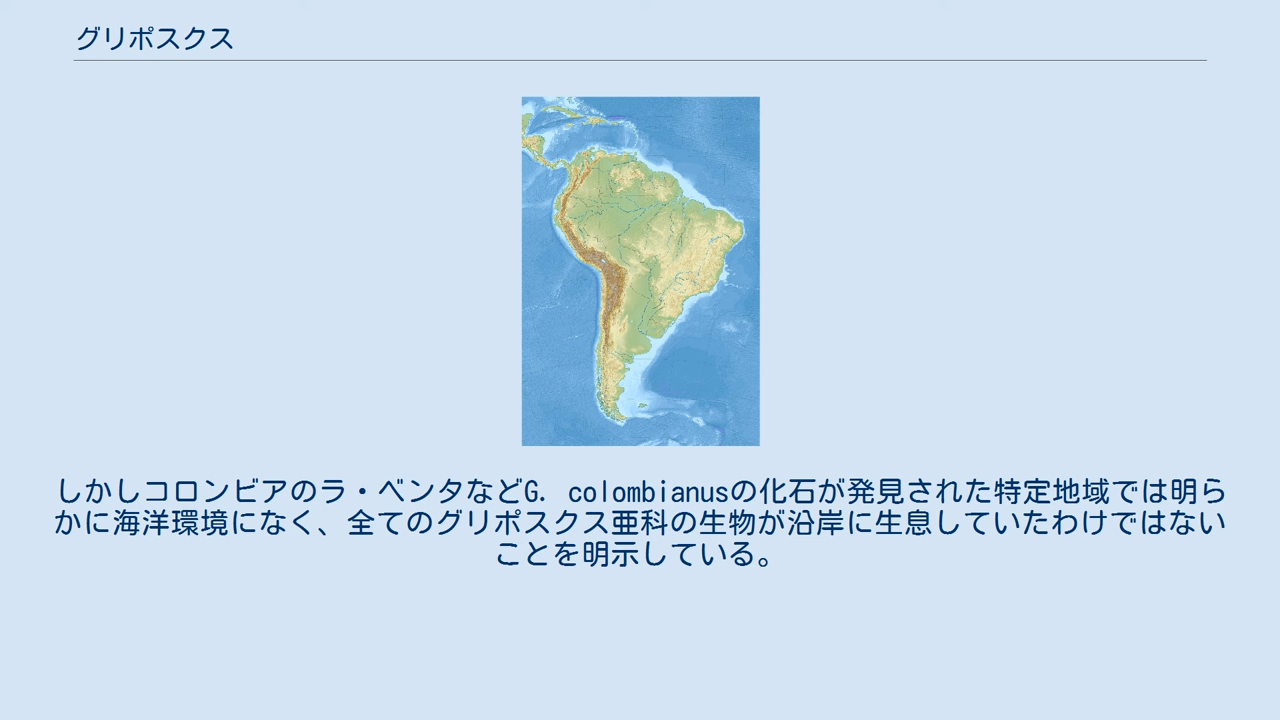 グリポスクス
しかしコロンビアのラ・ベンタなどG. colombianusの化石が発見された特定地域では明ら
かに海洋環境になく、全てのグリポスクス亜科の生物が沿岸に生息していたわけではない
ことを明示している。